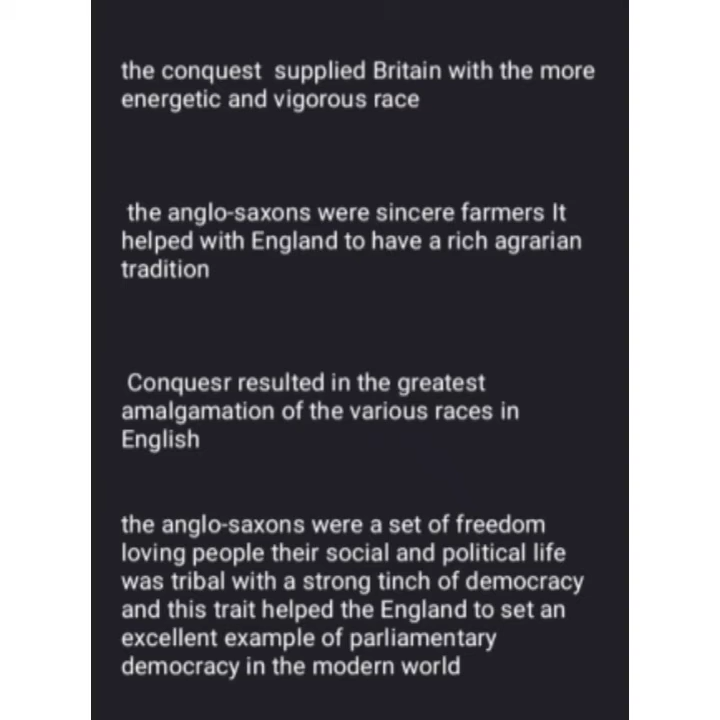 the conquest supplied Britain with the more
energetic and vigorous race
the anglo-saxons were sincere farmers It
helped with England to have a rich agrarian
tradition
Conquesr resulted in the greatest
amalgamation of the various races in
English
the anglo-saxons were a set of freedom
loving people their social and political life
was tribal with a strong tinch of democracy
and this trait helped the England to set an
excellent example of parliamentary
democracy in the modern world